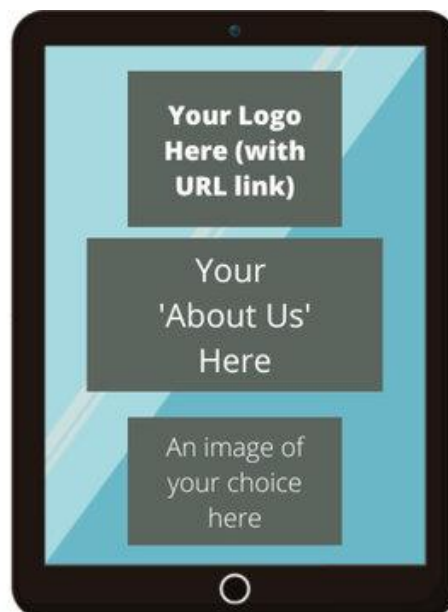 Your Logo
Here (with
URL link)
Your
'About Us'
Here
An image of
your choice
here